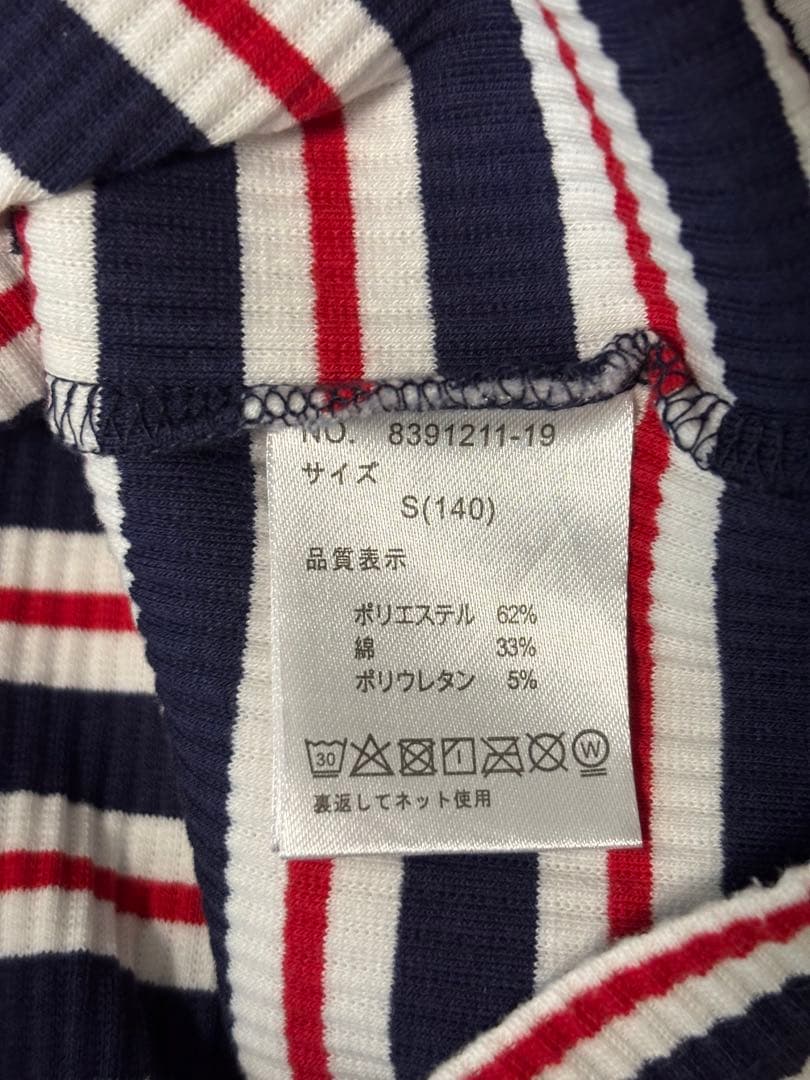 NO. 8391211-19
サイズ
S(140)
品質表示
ポリエステル 62%
綿 33%
ポリウレタン 5%
30 W
裏返してネット使用